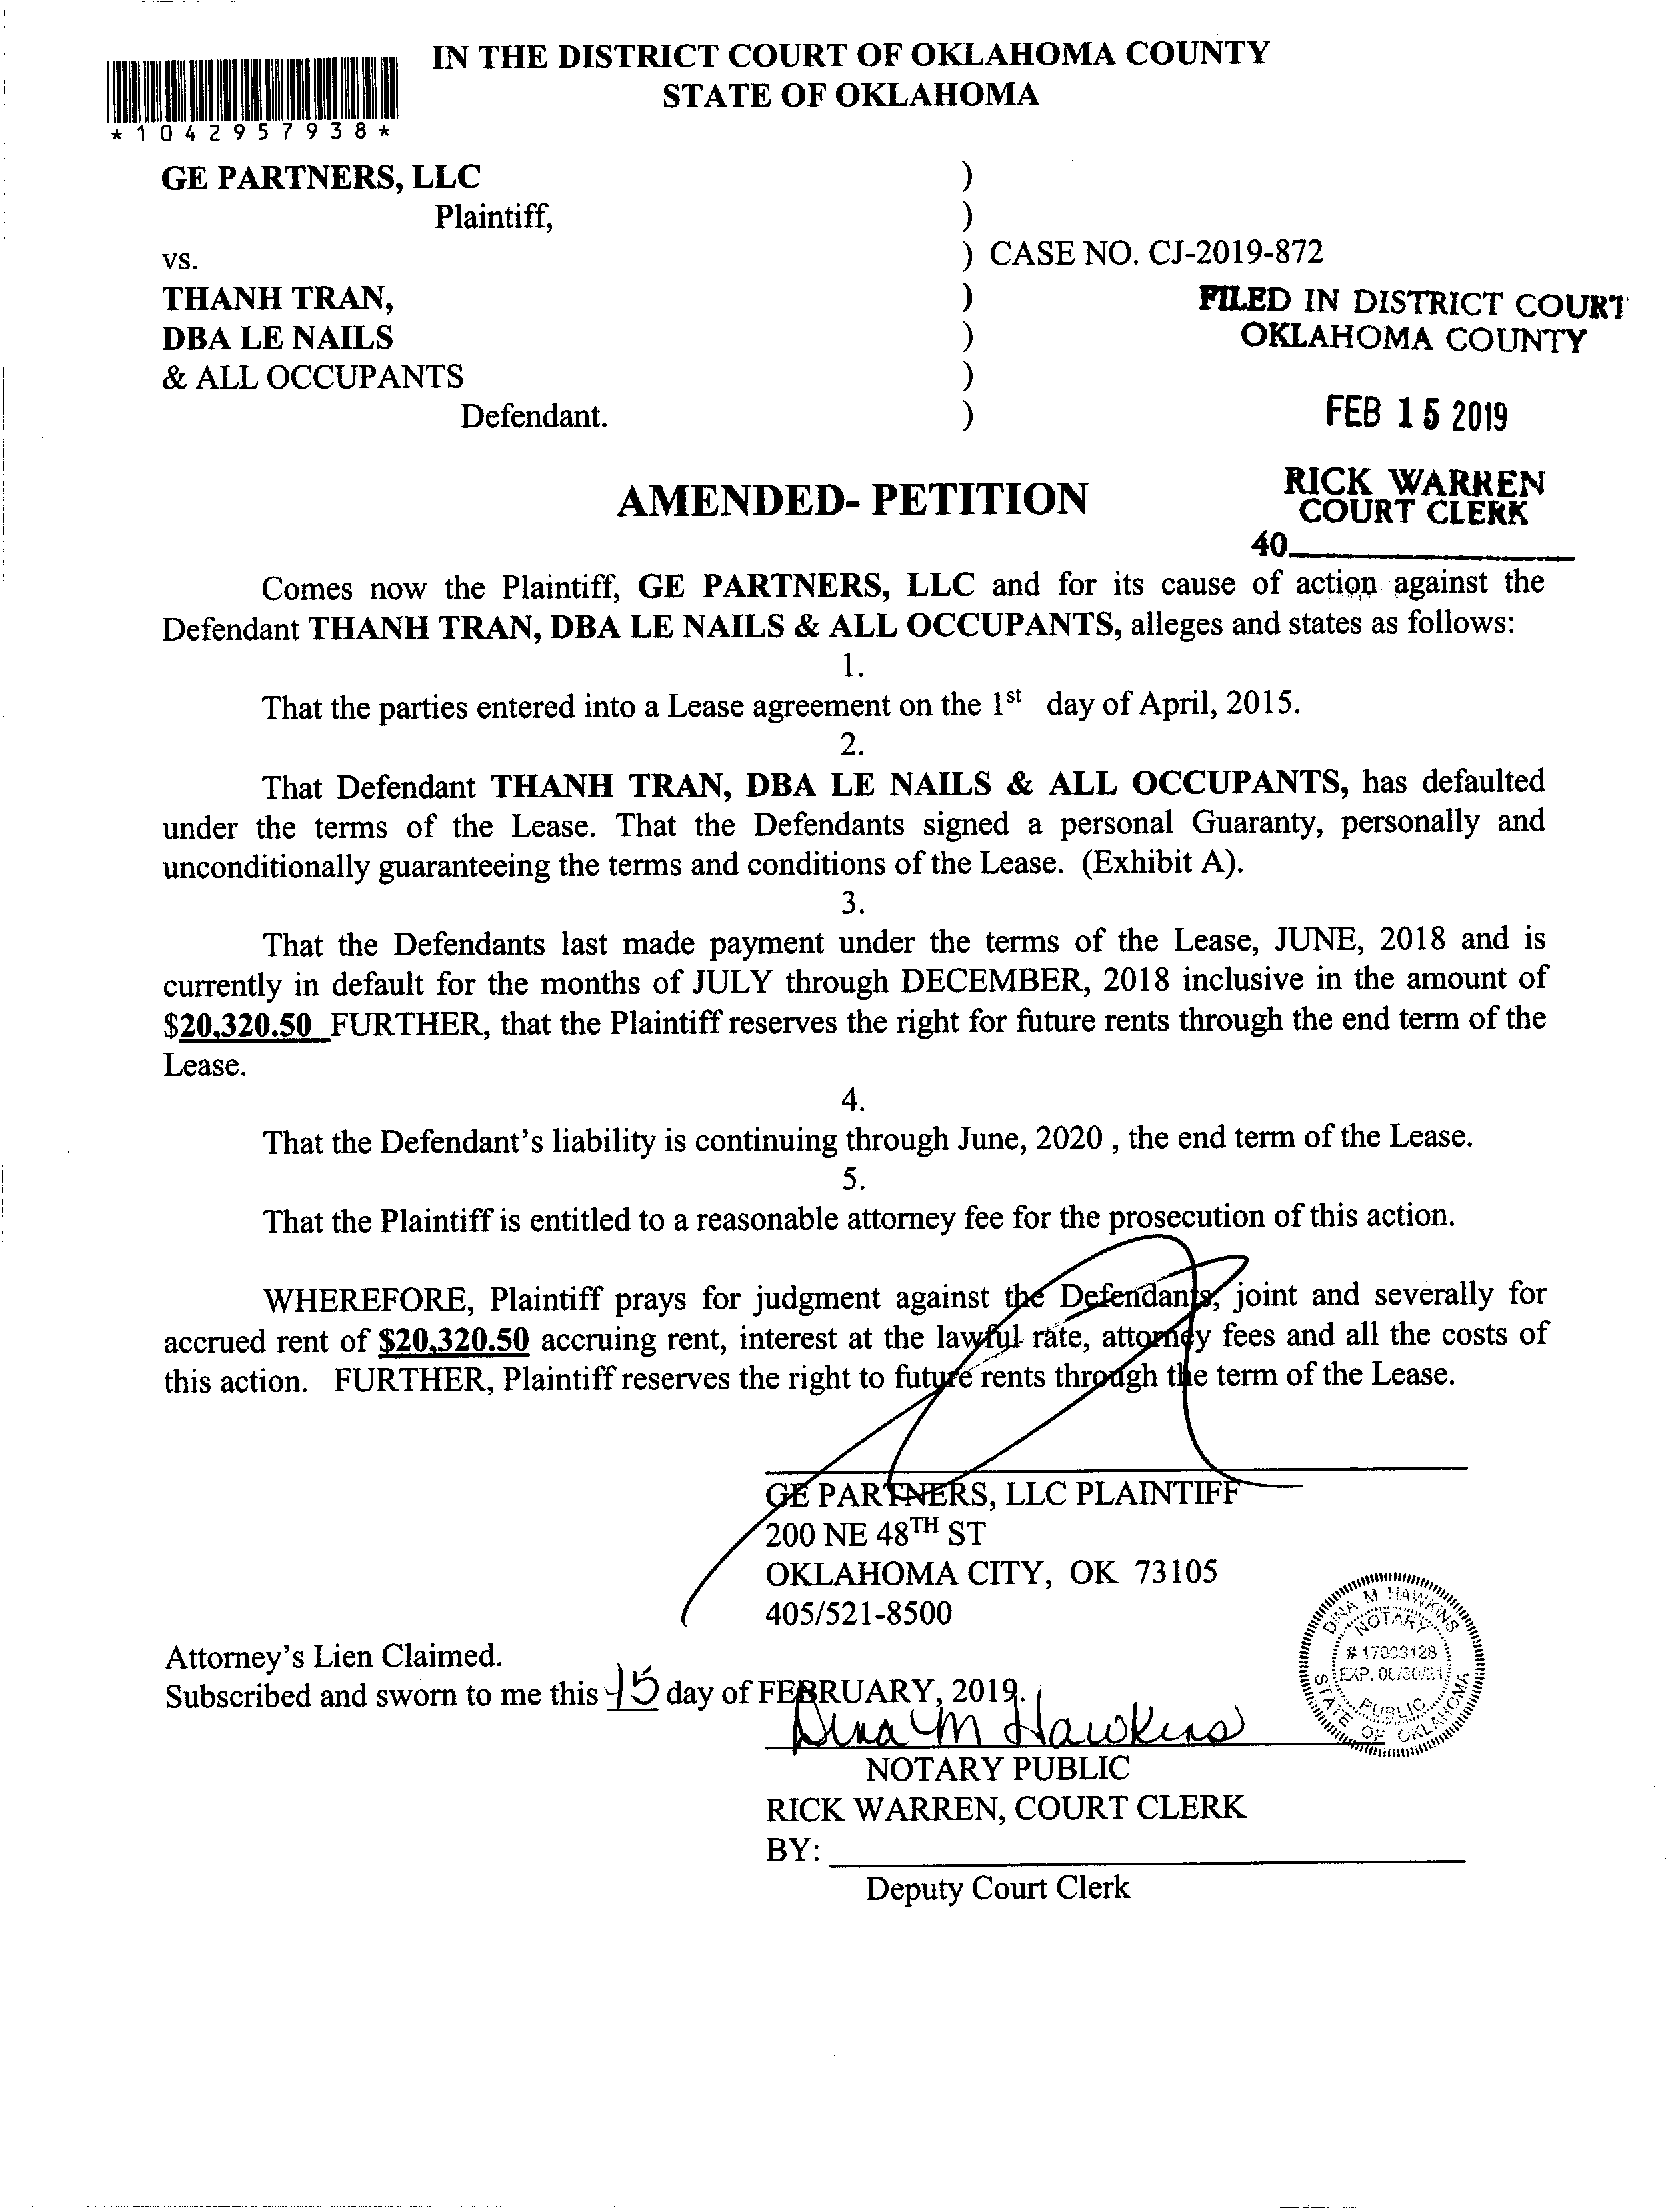 IN THE DISTRICT COURT OF OKLAHOMA COUNTY
STATE OF OKLAHOMA
*1042957938*
GE PARTNERS, LLC )
Plaintiff, )
vs. ) CASE NO. CJ-2019-872
THANH TRAN, )
DBA LE NAILS )
& ALL OCCUPANTS )
Defendant. )
FILED IN DISTRICT COURT
OKLAHOMA COUNTY
FEB 15 2019
RICK WARREN
COURT CLERK
40
AMENDED- PETITION
Comes now the Plaintiff, GE PARTNERS, LLC and for its cause of action against the
Defendant THANH TRAN, DBA LE NAILS & ALL OCCUPANTS, alleges and states as follows:
1.
That the parties entered into a Lease agreement on the 1st day of April, 2015.
2.
That Defendant THANH TRAN, DBA LE NAILS & ALL OCCUPANTS, has defaulted
under the terms of the Lease. That the Defendants signed a personal Guaranty, personally and
unconditionally guaranteeing the terms and conditions of the Lease. (Exhibit A).
3.
That the Defendants last made payment under the terms of the Lease, JUNE, 2018 and is
currently in default for the months of JULY through DECEMBER, 2018 inclusive in the amount of
$20,320.50 FURTHER, that the Plaintiff reserves the right for future rents through the end term of the
Lease.
4.
That the Defendant's liability is continuing through June, 2020 , the end term of the Lease.
5.
That the Plaintiff is entitled to a reasonable attorney fee for the prosecution of this action.
WHEREFORE, Plaintiff prays for judgment against the Defendants, joint and severally for
accrued rent of $20,320.50 accruing rent, interest at the lawful rate, attorney fees and all the costs of
this action. FURTHER, Plaintiff reserves the right to future rents through the term of the Lease.
GE PARTNERS, LLC PLAINTIFF
200 NE 48TH ST
OKLAHOMA CITY, OK 73105
405/521-8500
Attorney's Lien Claimed.
Subscribed and sworn to me this 15 day of FEBRUARY, 2019.
Dina M Hawkins
NOTARY PUBLIC
RICK WARREN, COURT CLERK
BY:
Deputy Court Clerk
DINA M HAWKINS
NOTARY
PUBLIC
STATE OF OKLAHOMA